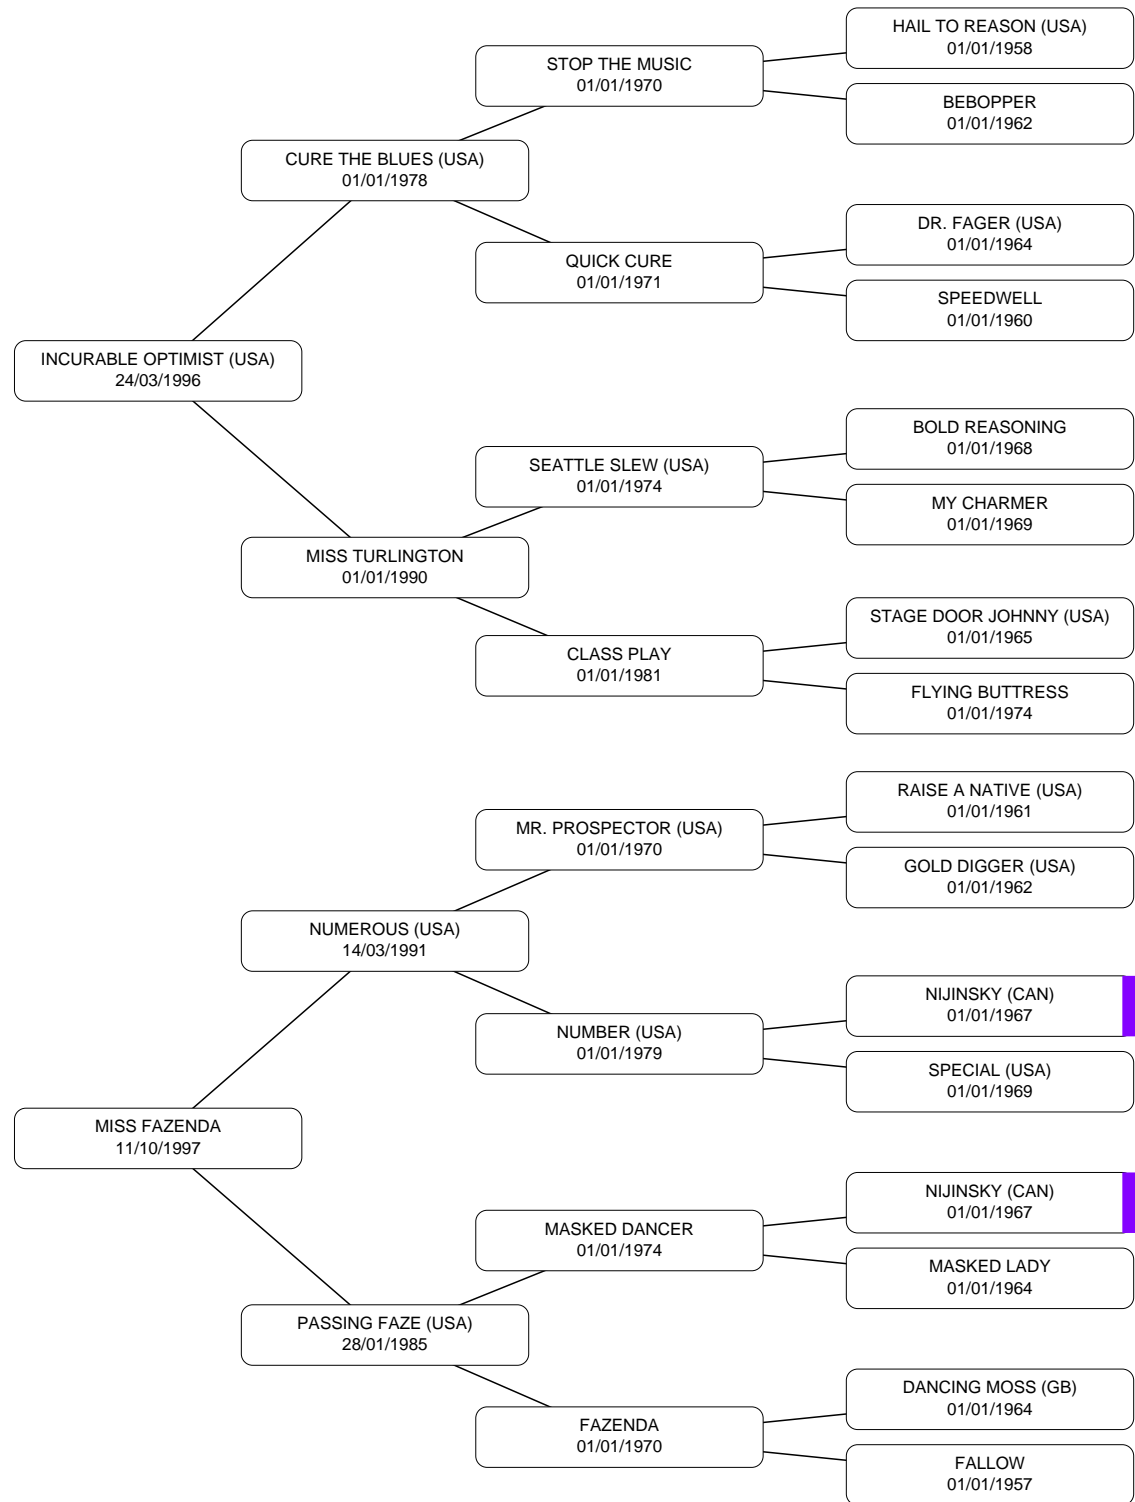 HAIL TO REASON (USA)
01/01/1958
STOP THE MUSIC
01/01/1970
BEBOPPER
01/01/1962
CURE THE BLUES (USA)
01/01/1978
DR. FAGER (USA)
01/01/1964
QUICK CURE
01/01/1971
SPEEDWELL
01/01/1960
INCURABLE OPTIMIST (USA)
24/03/1996
BOLD REASONING
01/01/1968
SEATTLE SLEW (USA)
01/01/1974
MY CHARMER
01/01/1969
MISS TURLINGTON
01/01/1990
STAGE DOOR JOHNNY (USA)
01/01/1965
CLASS PLAY
01/01/1981
FLYING BUTTRESS
01/01/1974
RAISE A NATIVE (USA)
01/01/1961
MR. PROSPECTOR (USA)
01/01/1970
GOLD DIGGER (USA)
01/01/1962
NUMEROUS (USA)
14/03/1991
NIJINSKY (CAN)
01/01/1967
NUMBER (USA)
01/01/1979
SPECIAL (USA)
01/01/1969
MISS FAZENDA
11/10/1997
NIJINSKY (CAN)
01/01/1967
MASKED DANCER
01/01/1974
MASKED LADY
01/01/1964
PASSING FAZE (USA)
28/01/1985
DANCING MOSS (GB)
01/01/1964
FAZENDA
01/01/1970
FALLOW
01/01/1957